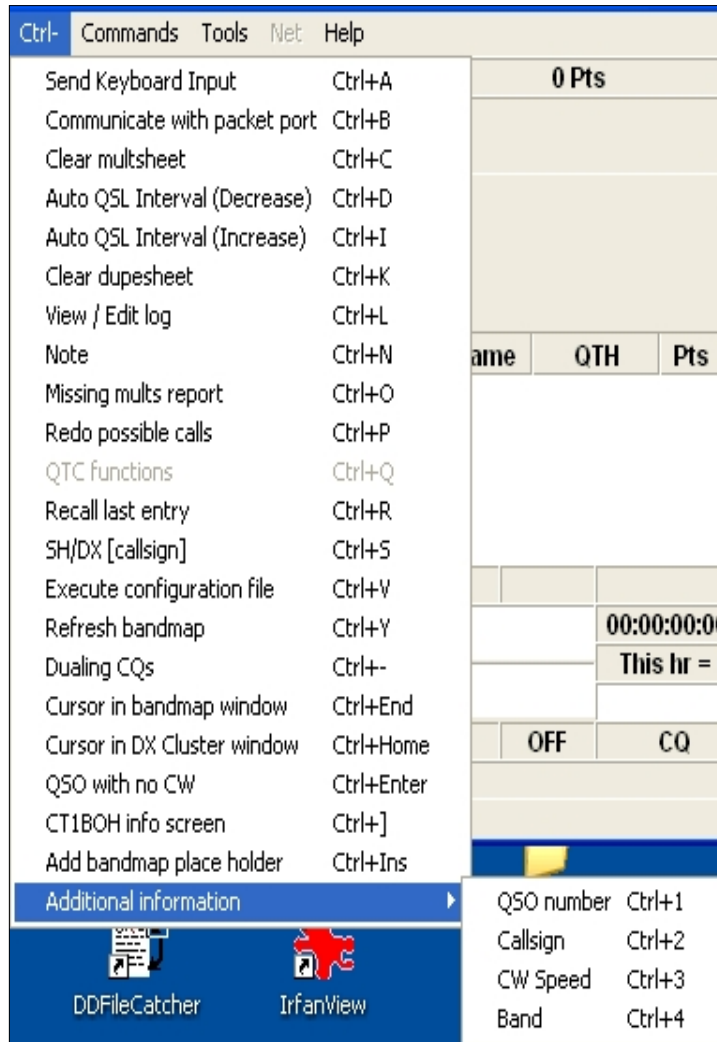 Ctrl- Commands Tools Net Help
0 Pts
Send Keyboard Input Ctrl+A
Communicate with packet port Ctrl+B
Clear multsheet Ctrl+C
Auto QSL Interval (Decrease) Ctrl+D
Auto QSL Interval (Increase) Ctrl+I
Clear dupesheet Ctrl+K
View / Edit log Ctrl+L
Note Ctrl+N
ame QTH Pts
Missing mults report Ctrl+O
Redo possible calls Ctrl+P
QTC functions Ctrl+Q
Recall last entry Ctrl+R
SH/DX [callsign] Ctrl+S
Execute configuration file Ctrl+V
Refresh bandmap Ctrl+Y
00:00:00:0
Dualing CQs Ctrl+-
This hr =
Cursor in bandmap window Ctrl+End
Cursor in DX Cluster window Ctrl+Home
OFF CQ
QSO with no CW Ctrl+Enter
CT1BOH info screen Ctrl+]
Add bandmap place holder Ctrl+Ins
Additional information
QSO number Ctrl+1
Callsign Ctrl+2
CW Speed Ctrl+3
Band Ctrl+4
DDFileCatcher IrfanView